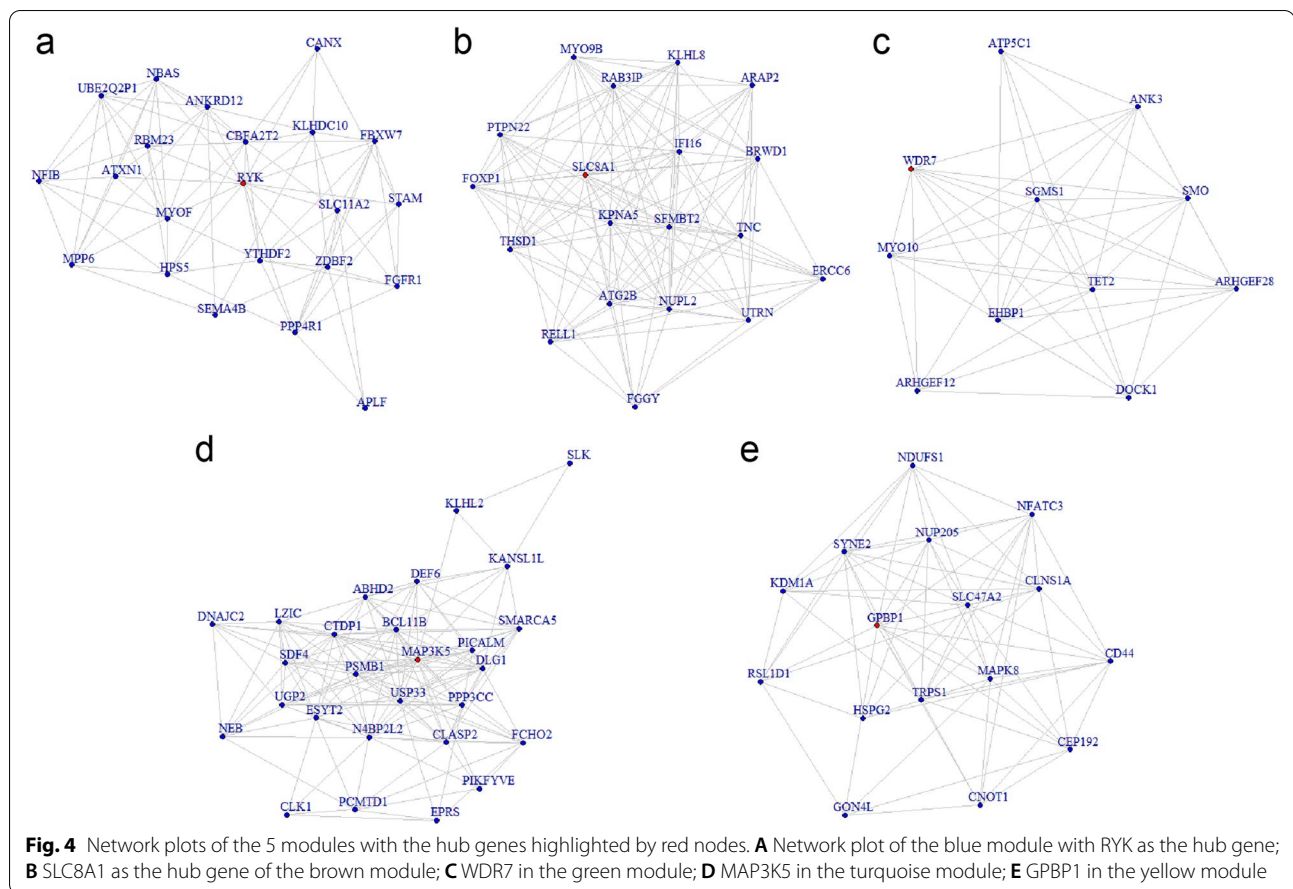 a
CANX
NBAS
UBE2Q2P1
ANKRD12
KLHDC10
CBFA2T2
FBXW7
RBM23
ATXN1
RYK
NFIB
STAM
SLC11A2
MYOF
YTHDF2
ZDBF2
MPP6
HPS5
FGFR1
SEMA4B
PPP4R1
APLF
b
MYO9B
KLHL8
RAB3IP
ARAP2
PTPN22
IFI16
BRWD1
SLC8A1
FOXP1
KPNA5
SFMBT2
TNC
THSD1
ERCC6
ATG2B
NUPL2
UTRN
RELL1
FGGY
c
ATP5C1
ANK3
WDR7
SGMS1
SMO
MYO10
TET2
ARHGEF28
EHBP1
ARHGEF12
DOCK1
d
SLK
KLHL2
KANSL1L
DEF6
ABHD2
DNAJC2
LZIC
CTDP1
BCL11B
SMARCA5
PICALM
MAP3K5
SDF4
PSMB1
DLG1
UGP2
USP33
PPP3CC
ESYT2
NEB
N4BP2L2
CLASP2
FCHO2
PIKFYVE
CLK1
PCMTD1
EPRS
e
NDUFS1
NFATC3
NUP205
SYNE2
KDM1A
CLNS1A
SLC47A2
GPBP1
CD44
RSL1D1
MAPK8
TRPS1
HSPG2
CEP192
GON4L
CNOT1
Fig. 4 Network plots of the 5 modules with the hub genes highlighted by red nodes. A Network plot of the blue module with RYK as the hub gene;
B SLC8A1 as the hub gene of the brown module; C WDR7 in the green module; D MAP3K5 in the turquoise module; E GPBP1 in the yellow module